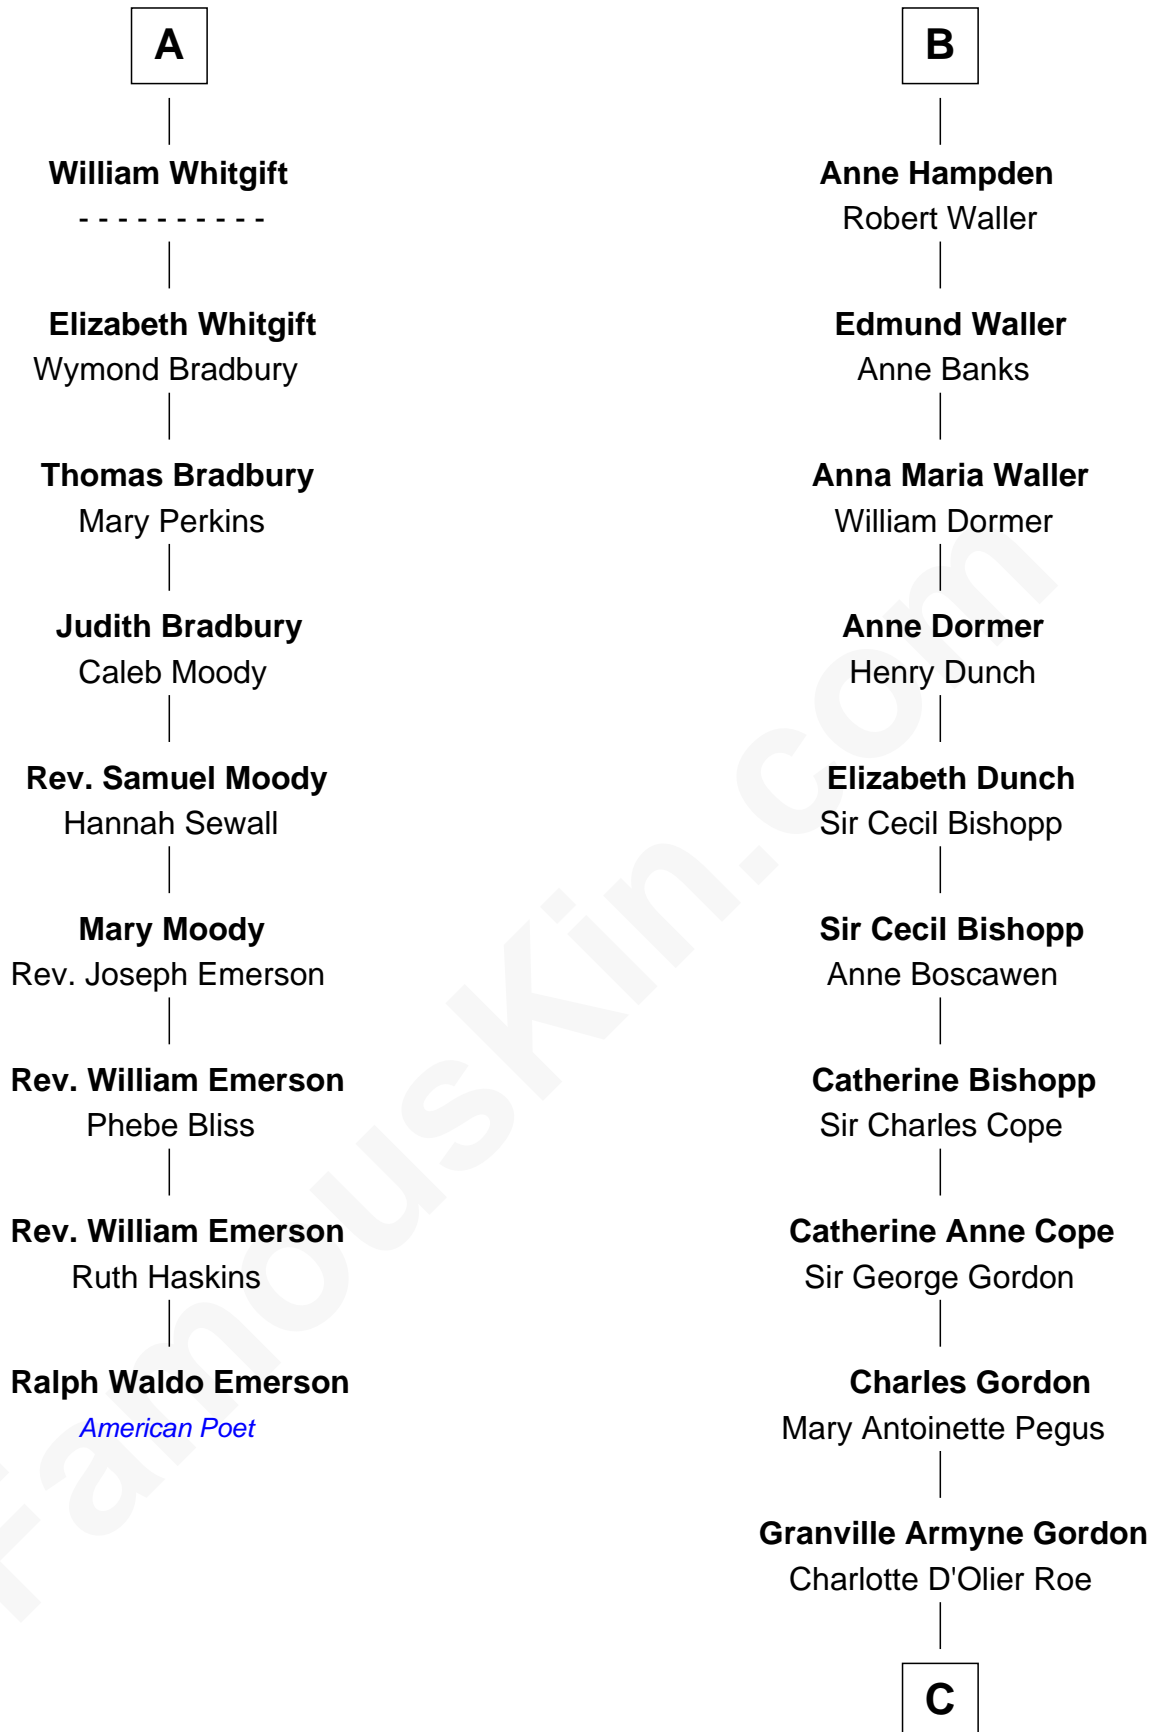 A
William Whitgift
- - - - - - - - - -
Elizabeth Whitgift
Wymond Bradbury
Thomas Bradbury
Mary Perkins
Judith Bradbury
Caleb Moody
Rev. Samuel Moody
Hannah Sewall
Mary Moody
Rev. Joseph Emerson
Rev. William Emerson
Phebe Bliss
Rev. William Emerson
Ruth Haskins
Ralph Waldo Emerson
American Poet
B
Anne Hampden
Robert Waller
Edmund Waller
Anne Banks
Anna Maria Waller
William Dormer
Anne Dormer
Henry Dunch
Elizabeth Dunch
Sir Cecil Bishopp
Sir Cecil Bishopp
Anne Boscawen
Catherine Bishopp
Sir Charles Cope
Catherine Anne Cope
Sir George Gordon
Charles Gordon
Mary Antoinette Pegus
Granville Armyne Gordon
Charlotte D'Olier Roe
C
FamousKin.com